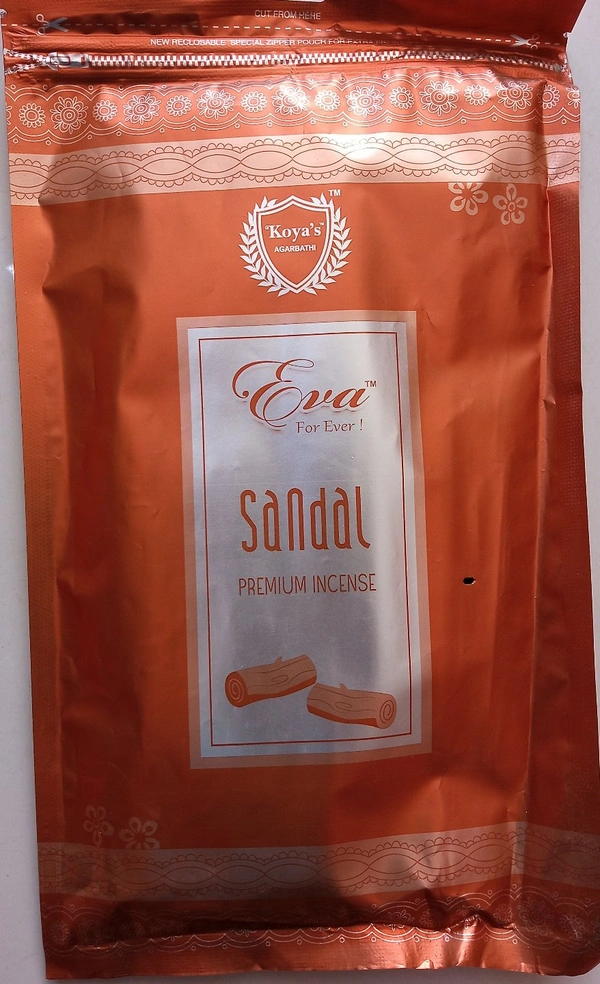 CUT FROM HERE
NEW RECLOSABLE SPECIAL ZIPPER POUCH FOR
TM
Koya's
AGARBATHI
Eva TM
For Ever !
Sandal
PREMIUM INCENSE